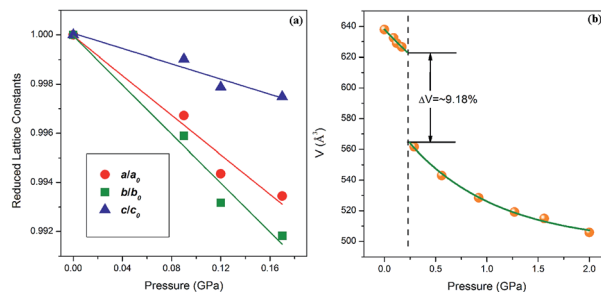 (a)
1.000
0.998
0.996
0.994
0.992
Reduced Lattice Constants
a/a₀
b/b₀
c/c₀
0.00 0.04 0.08 0.12 0.16
Pressure (GPa)
(b)
640
620
600
580
560
540
520
500
V (Å³)
ΔV=~9.18%
0.0 0.5 1.0 1.5 2.0
Pressure (GPa)